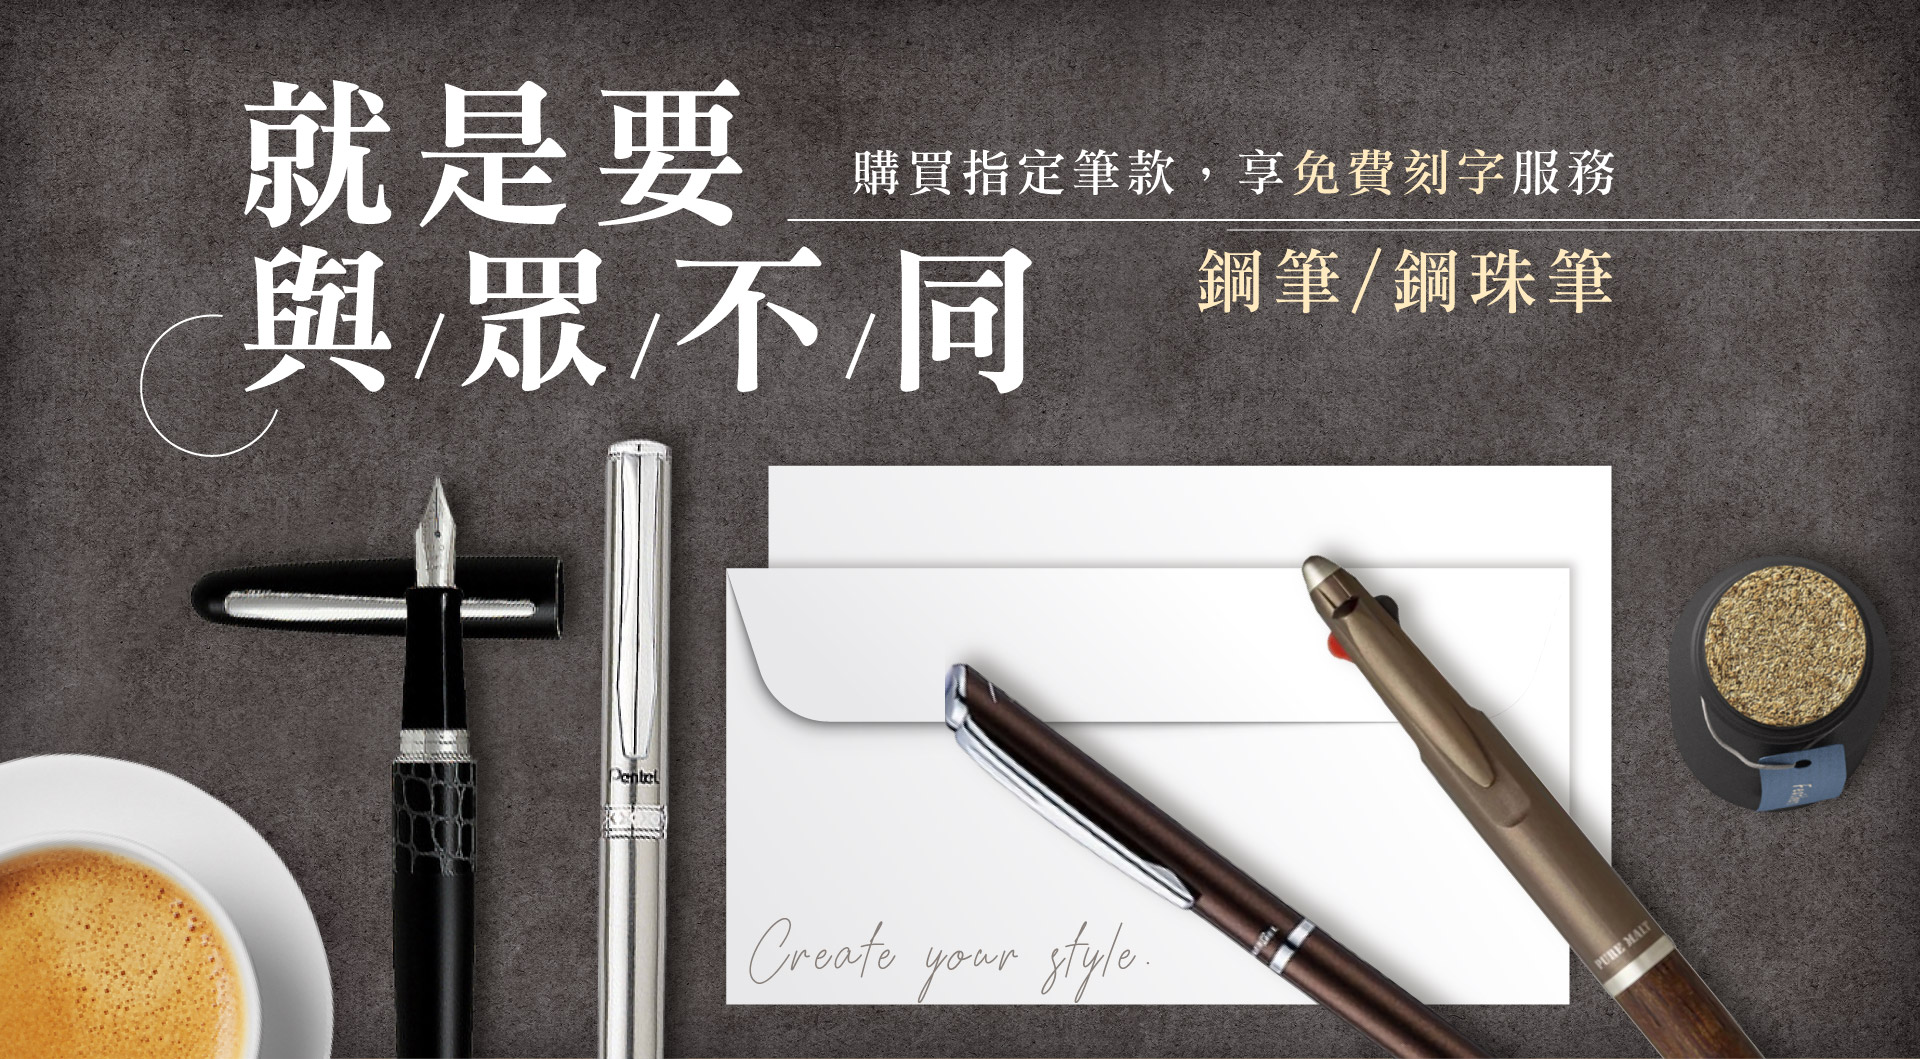 就是要
與/眾/不/同
購買指定筆款，享免費刻字服務
鋼筆/鋼珠筆
Pentel
Create your style.
PURE MALT